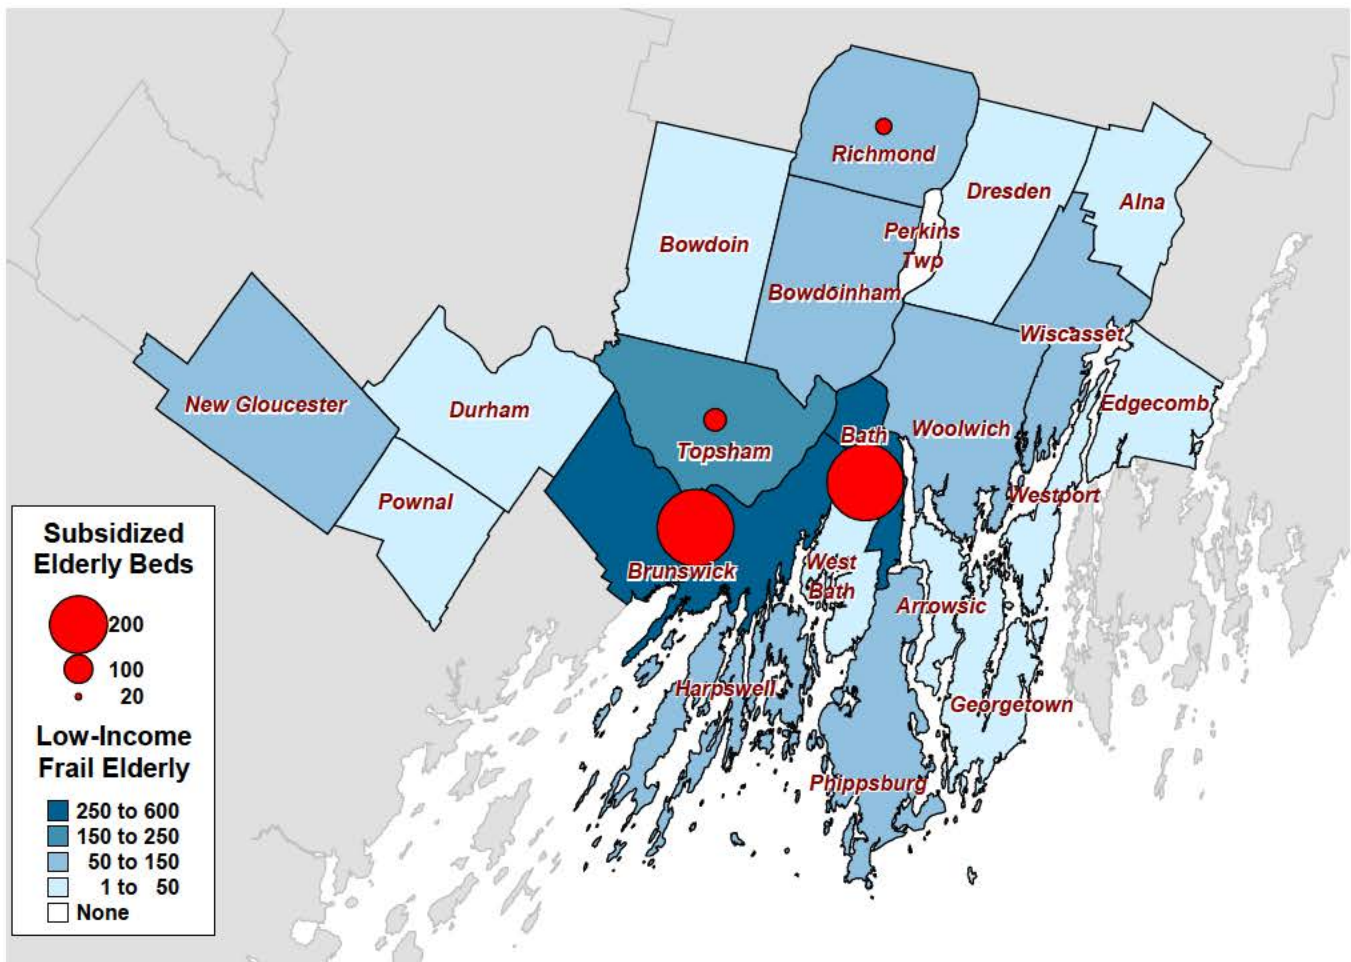 Richmond
Dresden
Alna
Bowdoin
Perkins
Twp
Bowdoinham
Wiscasset
New Gloucester
Durham
Edgecomb
Topsham
Bath
Woolwich
Pownal
Westport
Brunswick
West
Bath
Arrowsic
Harpswell
Georgetown
Phippsburg
Subsidized
Elderly Beds
200
100
20
Low-Income
Frail Elderly
250 to 600
150 to 250
50 to 150
1 to 50
None